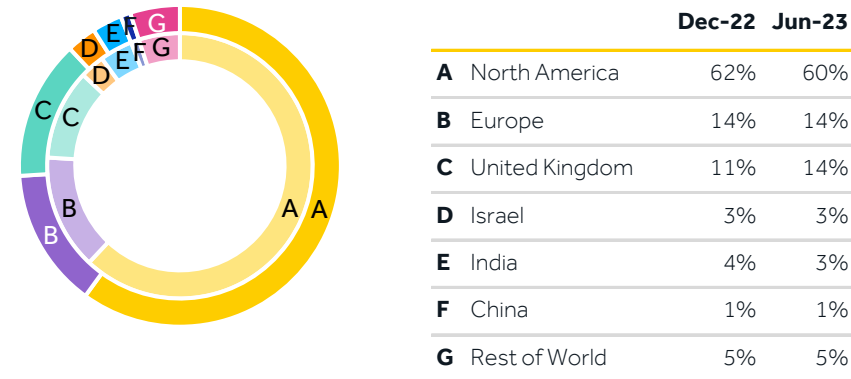 F
E
G
F
G
D
E
D
C
C
B
A
A
B
Dec-22 Jun-23
A North America 62% 60%
B Europe 14% 14%
C United Kingdom 11% 14%
D Israel 3% 3%
E India 4% 3%
F China 1% 1%
G Rest of World 5% 5%